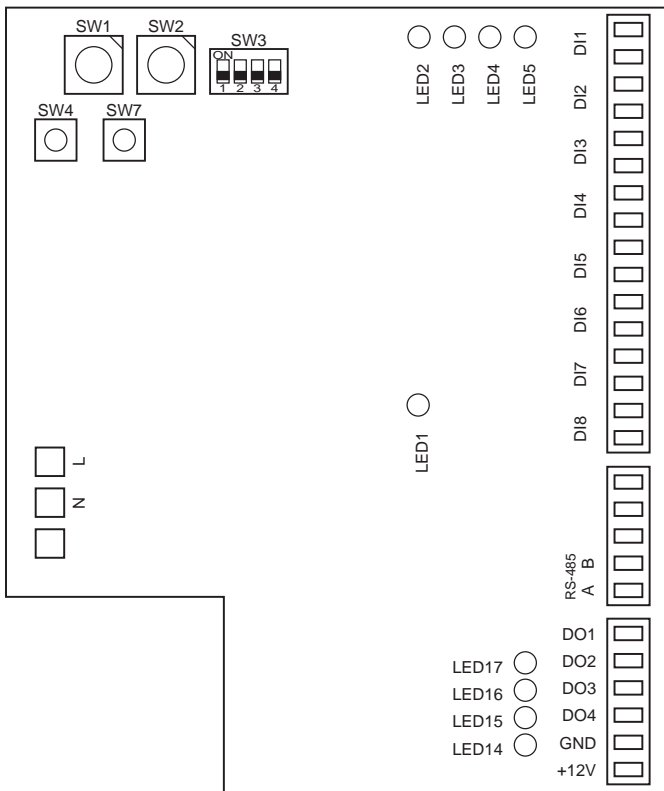 SW1 SW2 SW3
ON
1 2 3 4
SW4 SW7
LED2
LED3
LED4
LED5
DI1
DI2
DI3
DI4
DI5
DI6
DI7
DI8
LED1
L
N
RS-485
B
A
DO1
DO2
DO3
DO4
GND
+12V
LED17
LED16
LED15
LED14